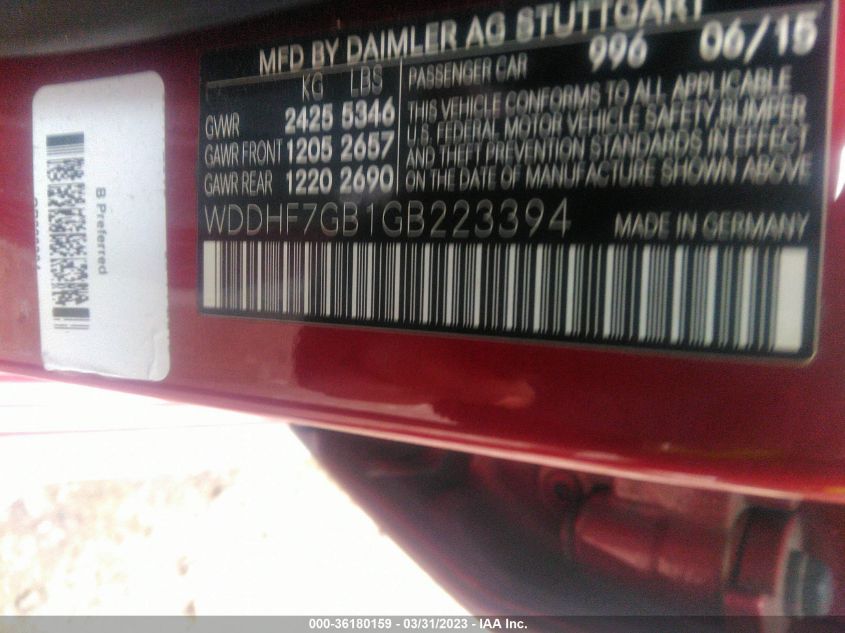 MFD BY DAIMLER AG STUTTGART
KG LBS
GVWR 2425 5346
GAWR FRONT 1205 2657
GAWR REAR 1220 2690
996 06/15
PASSENGER CAR
THIS VEHICLE CONFORMS TO ALL APPLICABLE
U.S. FEDERAL MOTOR VEHICLE SAFETY, BUMPER
AND THEFT PREVENTION STANDARDS IN EFFECT
ON THE DATE OF MANUFACTURE SHOWN ABOVE
WDDHF7GB1GB223394 MADE IN GERMANY
B Preferred
000-36180159 - 03/31/2023 - IAA Inc.